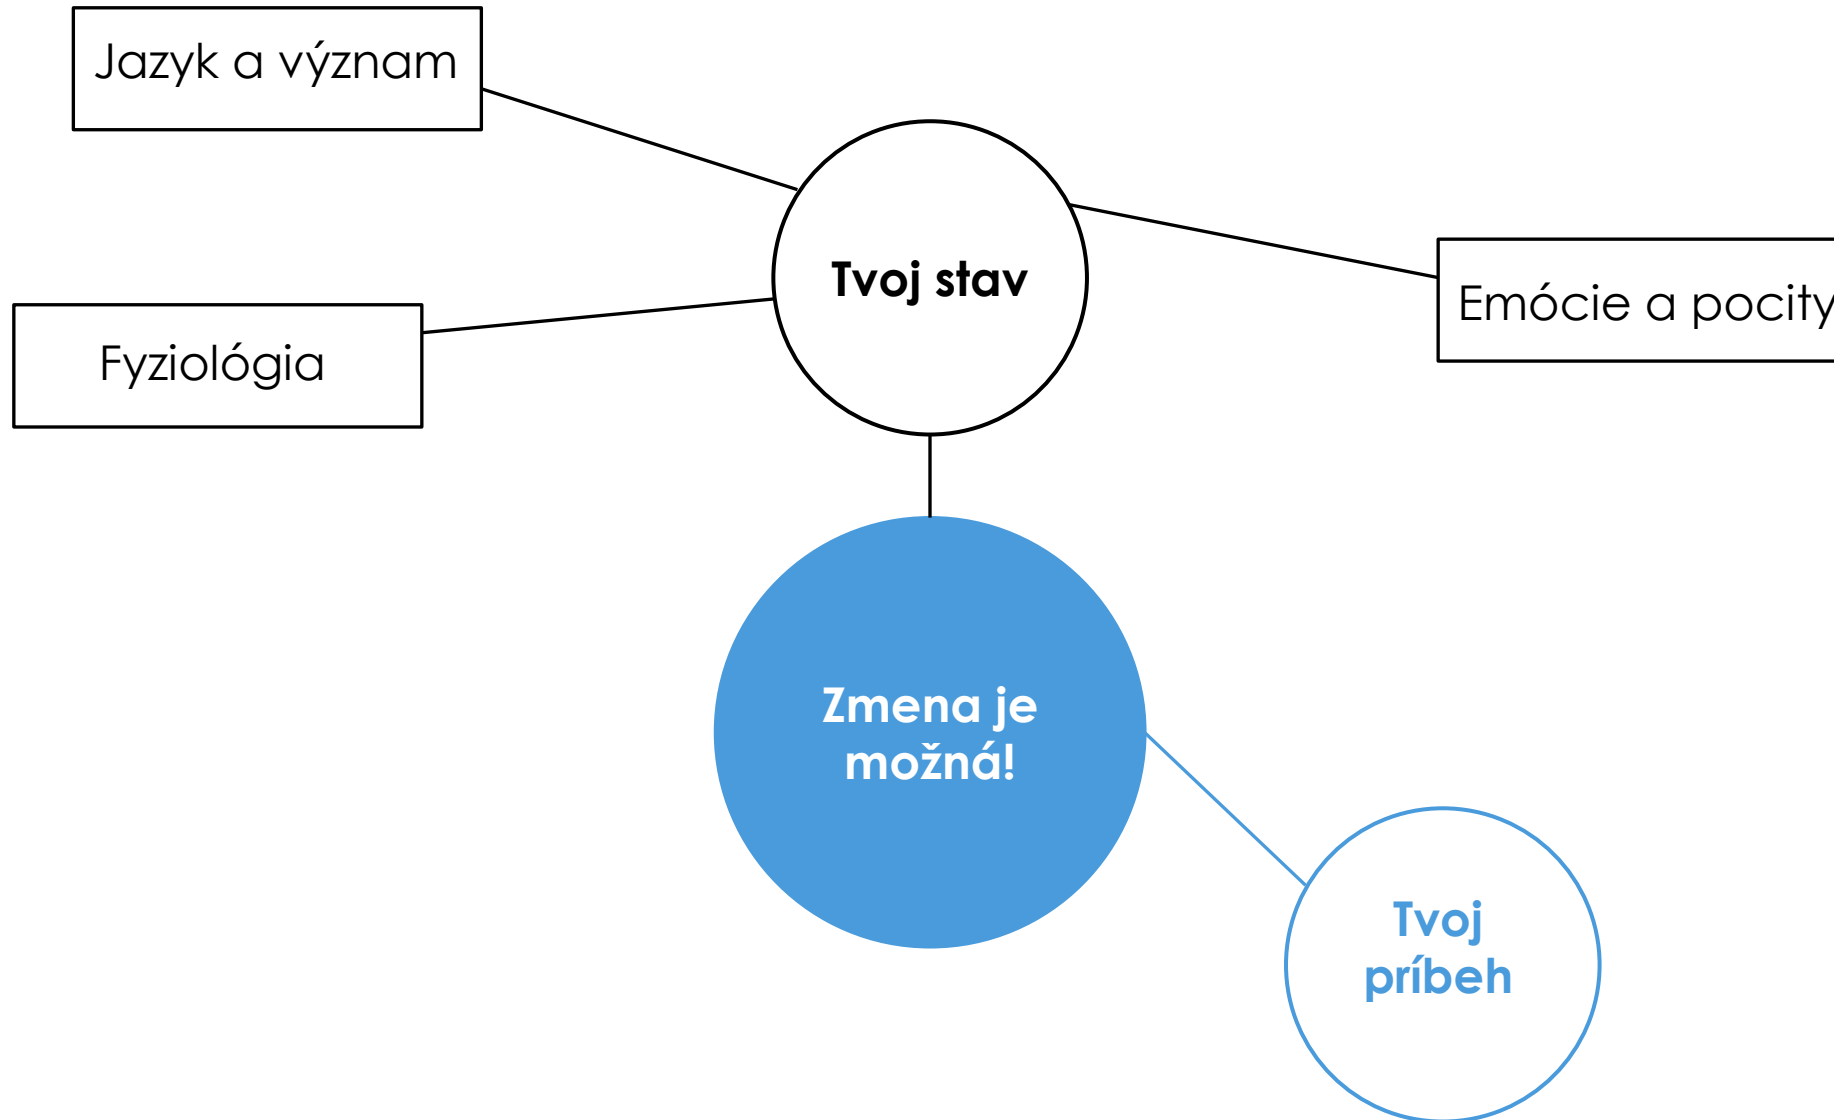 Jazyk a význam
Tvoj stav
Emócie a pocity
Fyziológia
Zmena je
možná!
Tvoj
príbeh